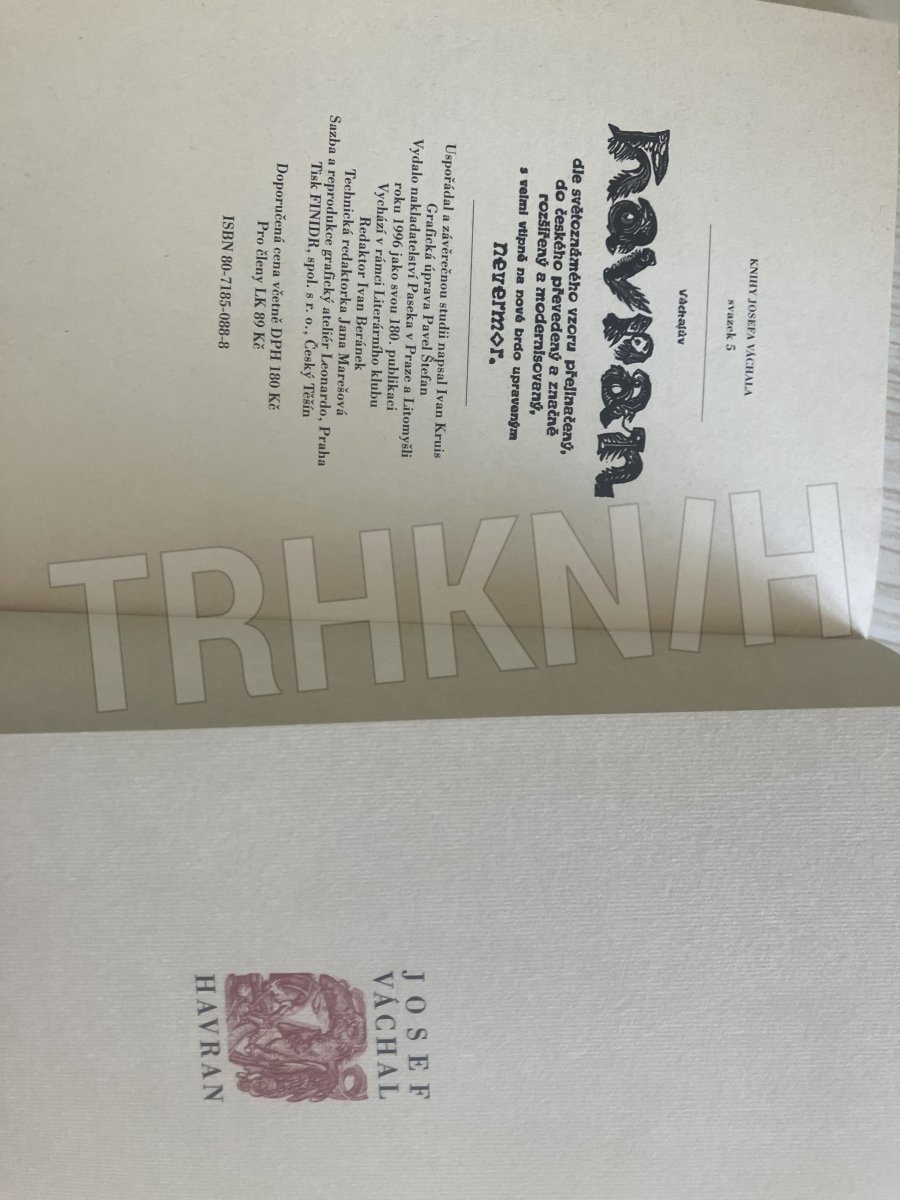 KNIHY JOSEFA VÁCHALA
svazek 5
Váchalův
havran
dle světoznámého vzoru přejinačený,
do českého převedený a značně
rozšířený a modernisovaný,
s velmi vtipně na nové brdo upraveným
nevermor.
Uspořádal a závěrečnou studii napsal Ivan Kruis
Grafická úprava Pavel Štefan
Vydalo nakladatelství Paseka v Praze a Litomyšli
roku 1996 jako svou 180. publikaci
Vychází v rámci Literárního klubu
Redaktor Ivan Beránek
Technická redaktorka Jana Marešová
Sazba a reprodukce grafický ateliér Leonardo, Praha
Tisk FINIDR, spol. s r. o., Český Těšín
Doporučená cena včetně DPH 180 Kč
Pro členy LK 89 Kč
ISBN 80-7185-088-8
TRHKNIH
JOSEF
VÁCHAL
HAVRAN